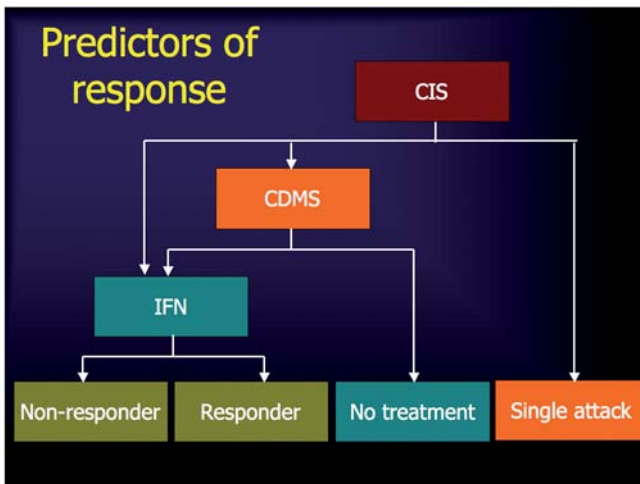 Predictors of
response
CIS
CDMS
IFN
Non-responder
Responder
No treatment
Single attack